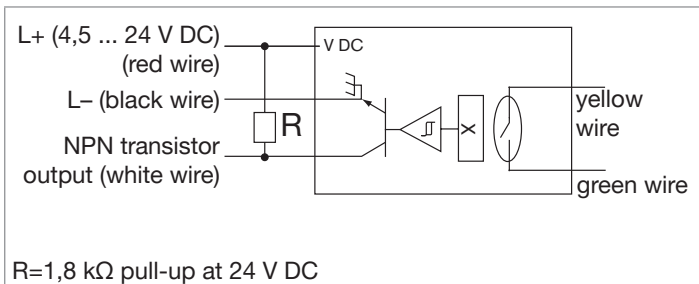 L+ (4,5 ... 24 V DC)
(red wire)
V DC
L– (black wire)
R
NPN transistor
output (white wire)
X
yellow
wire
green wire
R=1,8 kΩ pull-up at 24 V DC